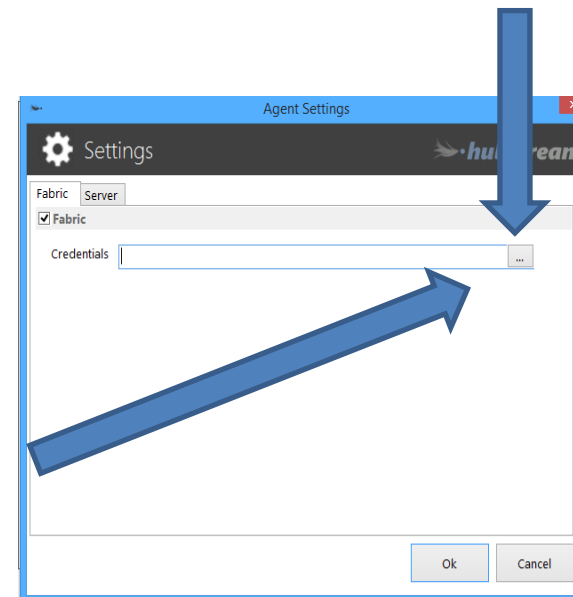 Agent Settings
Settings
Fabric Server
Fabric
Credentials ...
Ok Cancel